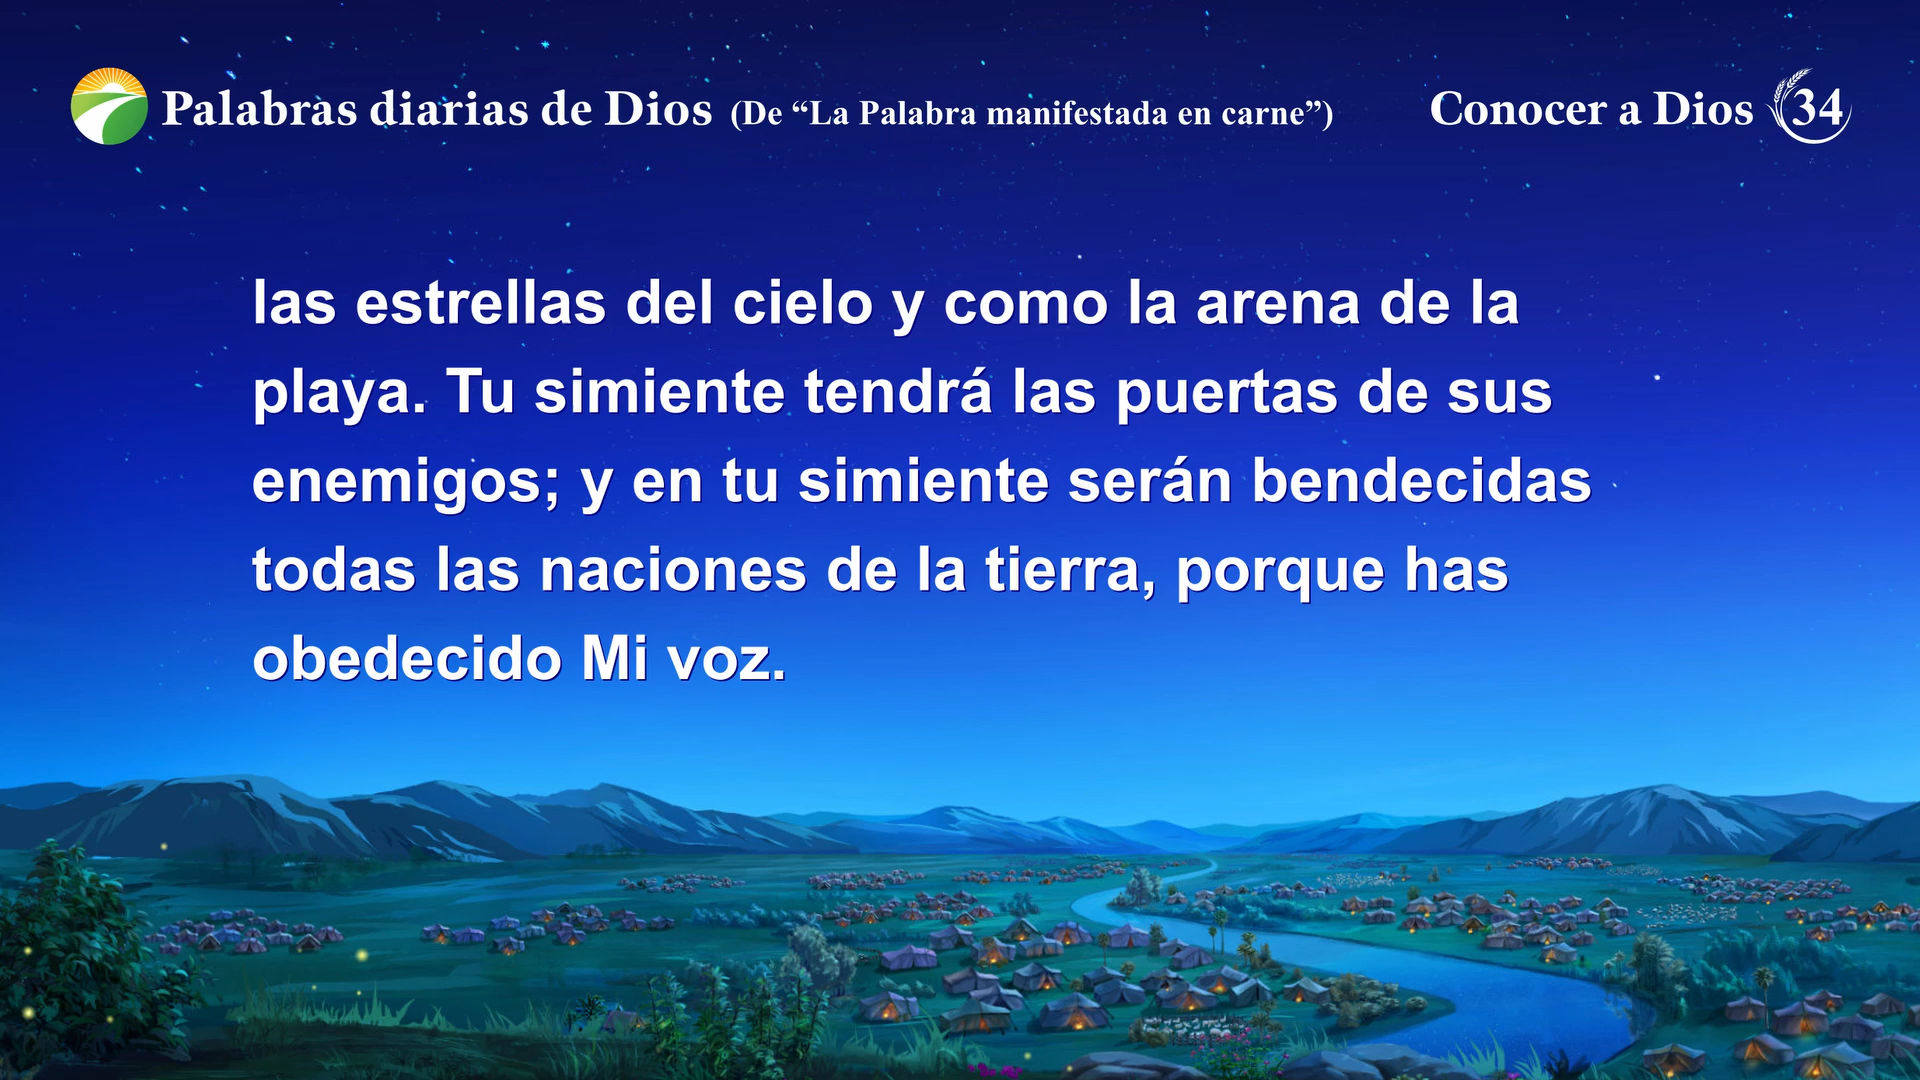 Palabras diarias de Dios (De “La Palabra manifestada en carne”) Conocer a Dios 34
las estrellas del cielo y como la arena de la
playa. Tu simiente tendrá las puertas de sus
enemigos; y en tu simiente serán bendecidas
todas las naciones de la tierra, porque has
obedecido Mi voz.